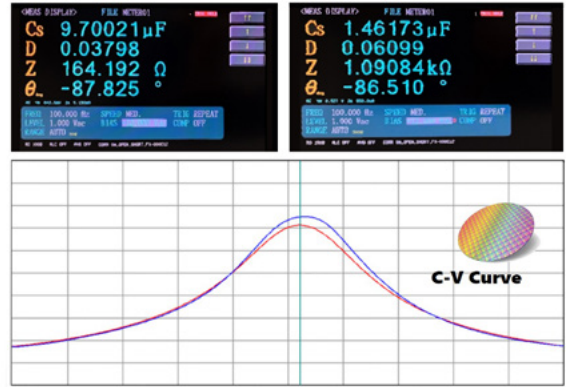 <MEAS DISPLAY> FILE METER01
Cs 9.70021μF
D 0.03798
Z 164.192 Ω
θ -87.825 °
FREQ 100.000 Hz SPEED MED. TRIG REPEAT
LEVEL 1.000 Vac BIAS COMP OFF
RANGE AUTO
<MEAS DISPLAY> FILE METER01
Cs 1.46173μF
D 0.06099
Z 1.09084kΩ
θ -86.510 °
FREQ 100.000 Hz SPEED MED. TRIG REPEAT
LEVEL 1.000 Vac BIAS COMP OFF
RANGE AUTO
C-V Curve